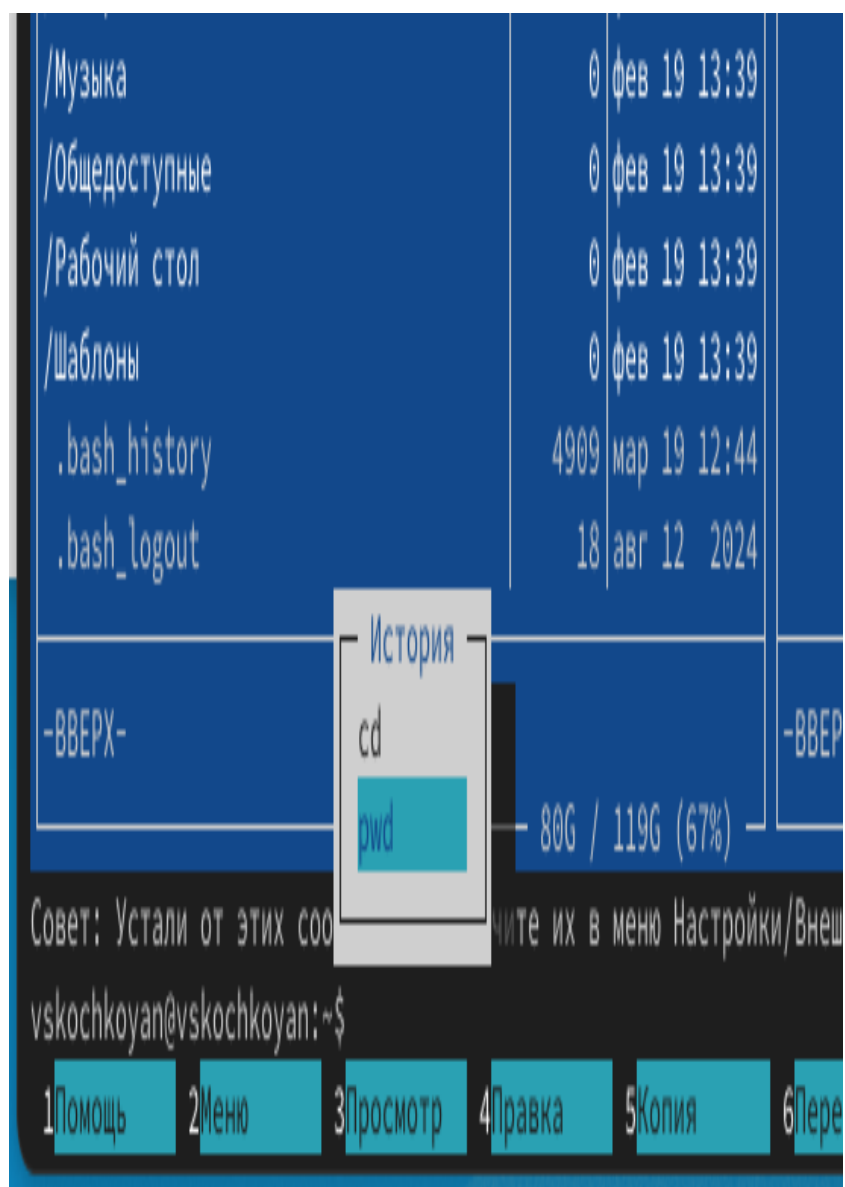 /Музыка 0 фев 19 13:39
/Общедоступные 0 фев 19 13:39
/Рабочий стол 0 фев 19 13:39
/Шаблоны 0 фев 19 13:39
.bash_history 4909 мар 19 12:44
.bash_logout 18 авг 12 2024
История
-ВВЕРХ- cd -ВВЕР
pwd 80G / 119G (67%)
Совет: Устали от этих соо чите их в меню Настройки/Внеш
vskochkoyan@vskochkoyan:~$
1Помощь 2Меню 3Просмотр 4Правка 5Копия 6Пере